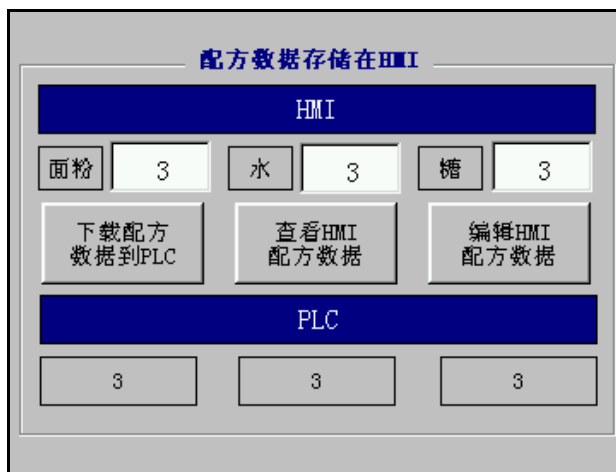 配方数据存储在HMI
HMI
面粉 3 水 3 糖 3
下载配方 查看HMI 编辑HMI
数据到PLC 配方数据 配方数据
PLC
3 3 3